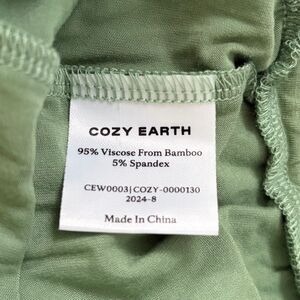 COZY EARTH
95% Viscose From Bamboo
5% Spandex
CEW0003|COZY-0000130
2024-8
Made In China